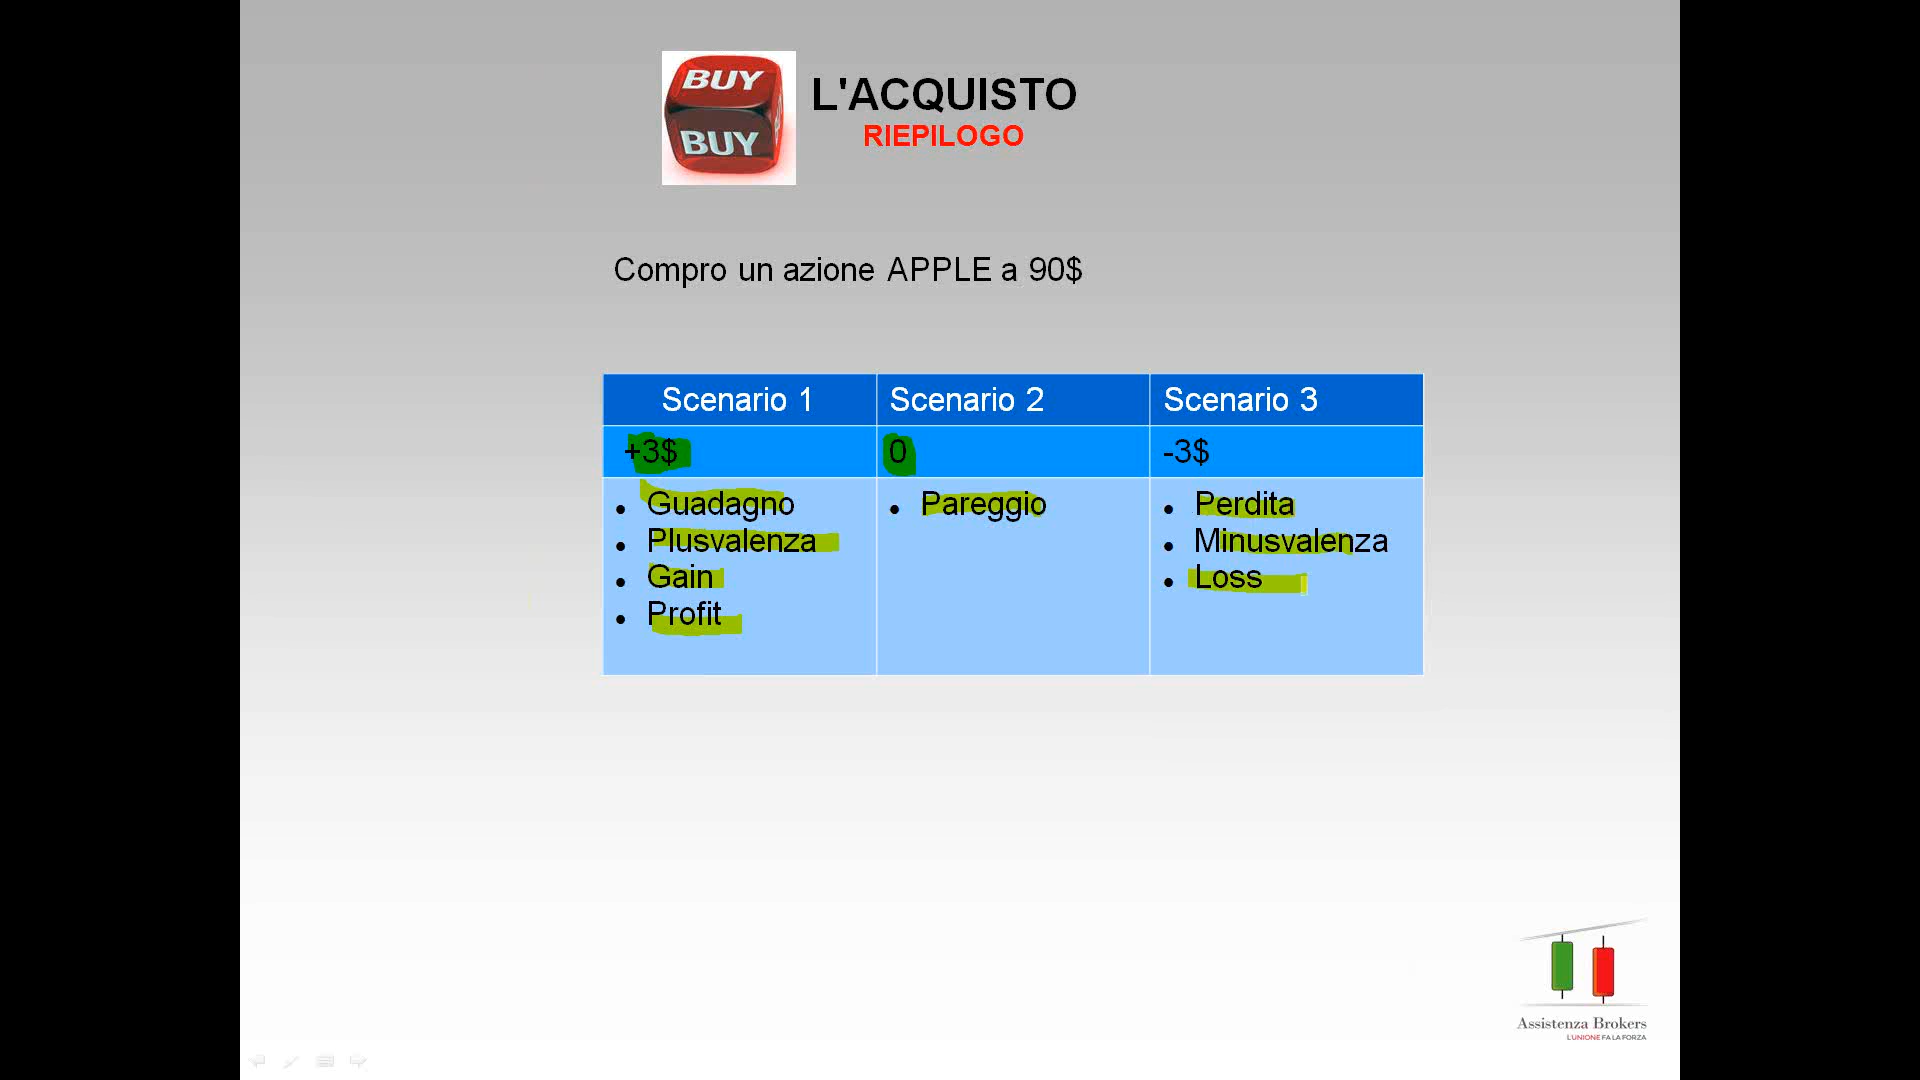 BUY
BUY
L'ACQUISTO
RIEPILOGO
Compro un azione APPLE a 90$
Scenario 1 Scenario 2 Scenario 3
+3$ 0 -3$
• Guadagno • Pareggio • Perdita
• Plusvalenza • Minusvalenza
• Gain • Loss
• Profit
Assistenza Brokers
L'UNIONE FA LA FORZA